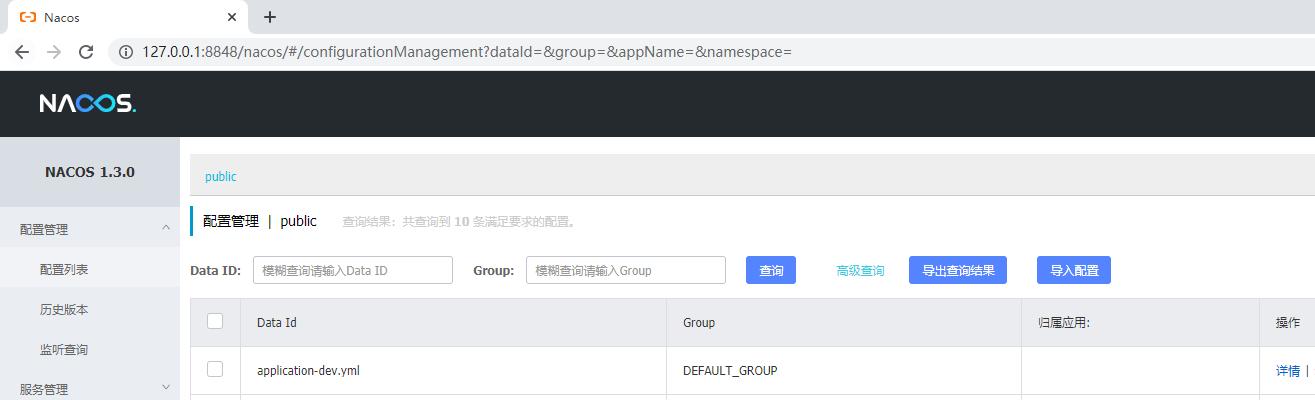 Nacos
127.0.0.1:8848/nacos/#/configurationManagement?dataId=&group=&appName=&namespace=
NACOS.
NACOS 1.3.0
public
配置管理
配置管理 | public 查询结果：共查询到 10 条满足要求的配置。
配置列表
Data ID: 模糊查询请输入Data ID Group: 模糊查询请输入Group 查询 高级查询 导出查询结果 导入配置
历史版本
Data Id Group 归属应用: 操作
监听查询
application-dev.yml DEFAULT_GROUP 详情 |
服务管理